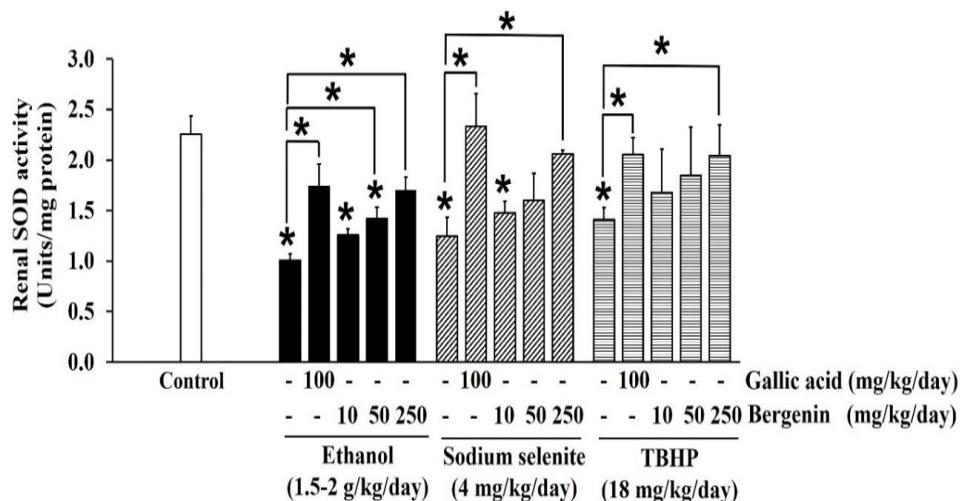 Renal SOD activity
(Units/mg protein)
3.0
2.5
2.0
1.5
1.0
0.5
0.0
* * * * * * * * * * * * * *
Control - 100 - - - - 100 - - - - 100 - - - Gallic acid (mg/kg/day)
- - 10 50 250 - - 10 50 250 - - 10 50 250 Bergenin (mg/kg/day)
Ethanol Sodium selenite TBHP
(1.5-2 g/kg/day) (4 mg/kg/day) (18 mg/kg/day)